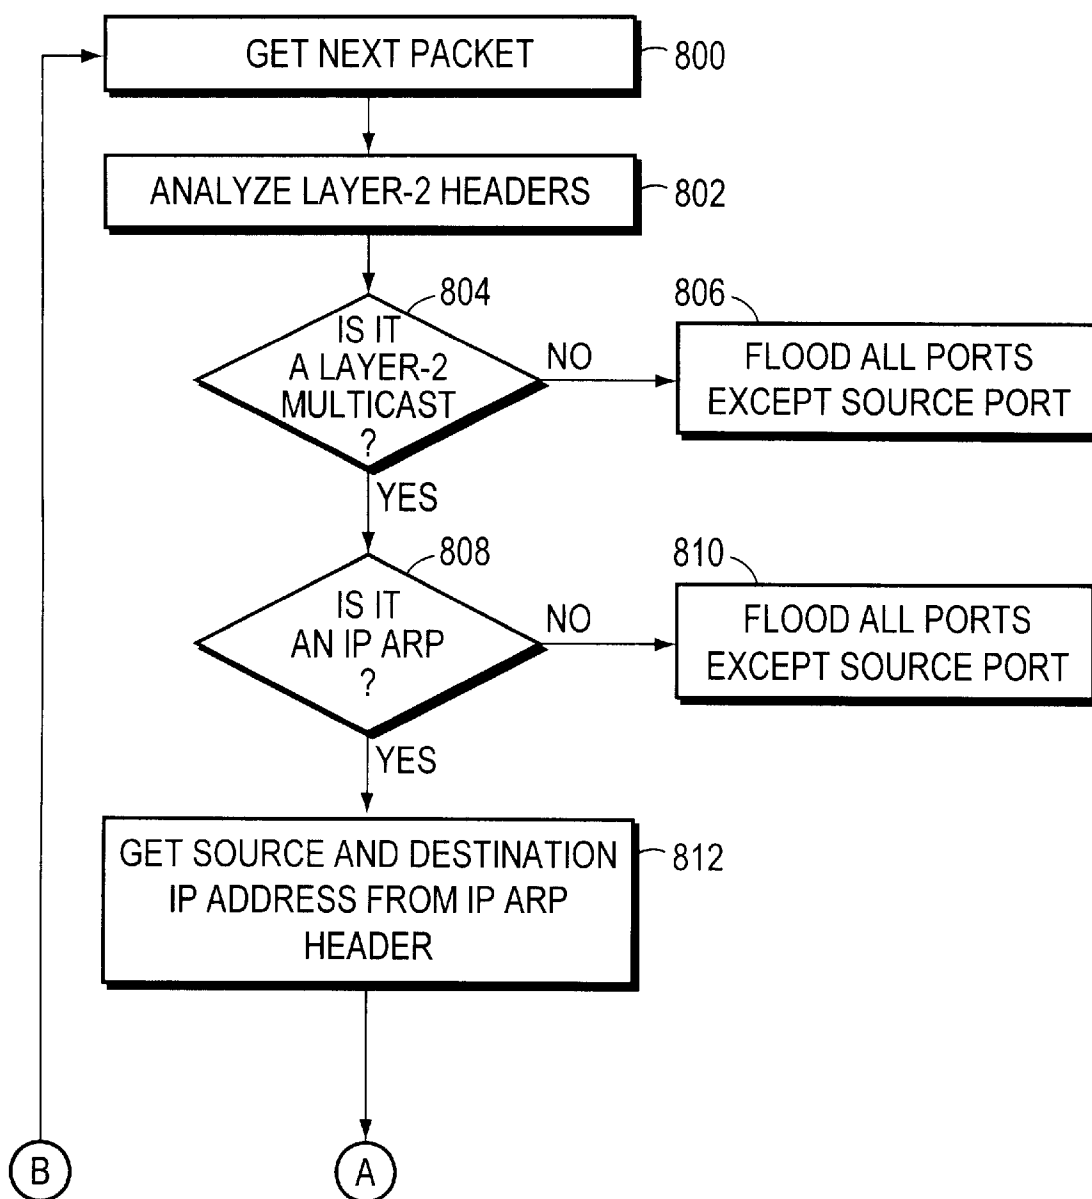 GET NEXT PACKET
800
ANALYZE LAYER-2 HEADERS
802
804
IS IT
A LAYER-2
MULTICAST
?
NO
806
FLOOD ALL PORTS
EXCEPT SOURCE PORT
YES
808
IS IT
AN IP ARP
?
NO
810
FLOOD ALL PORTS
EXCEPT SOURCE PORT
YES
GET SOURCE AND DESTINATION
IP ADDRESS FROM IP ARP
HEADER
812
B
A